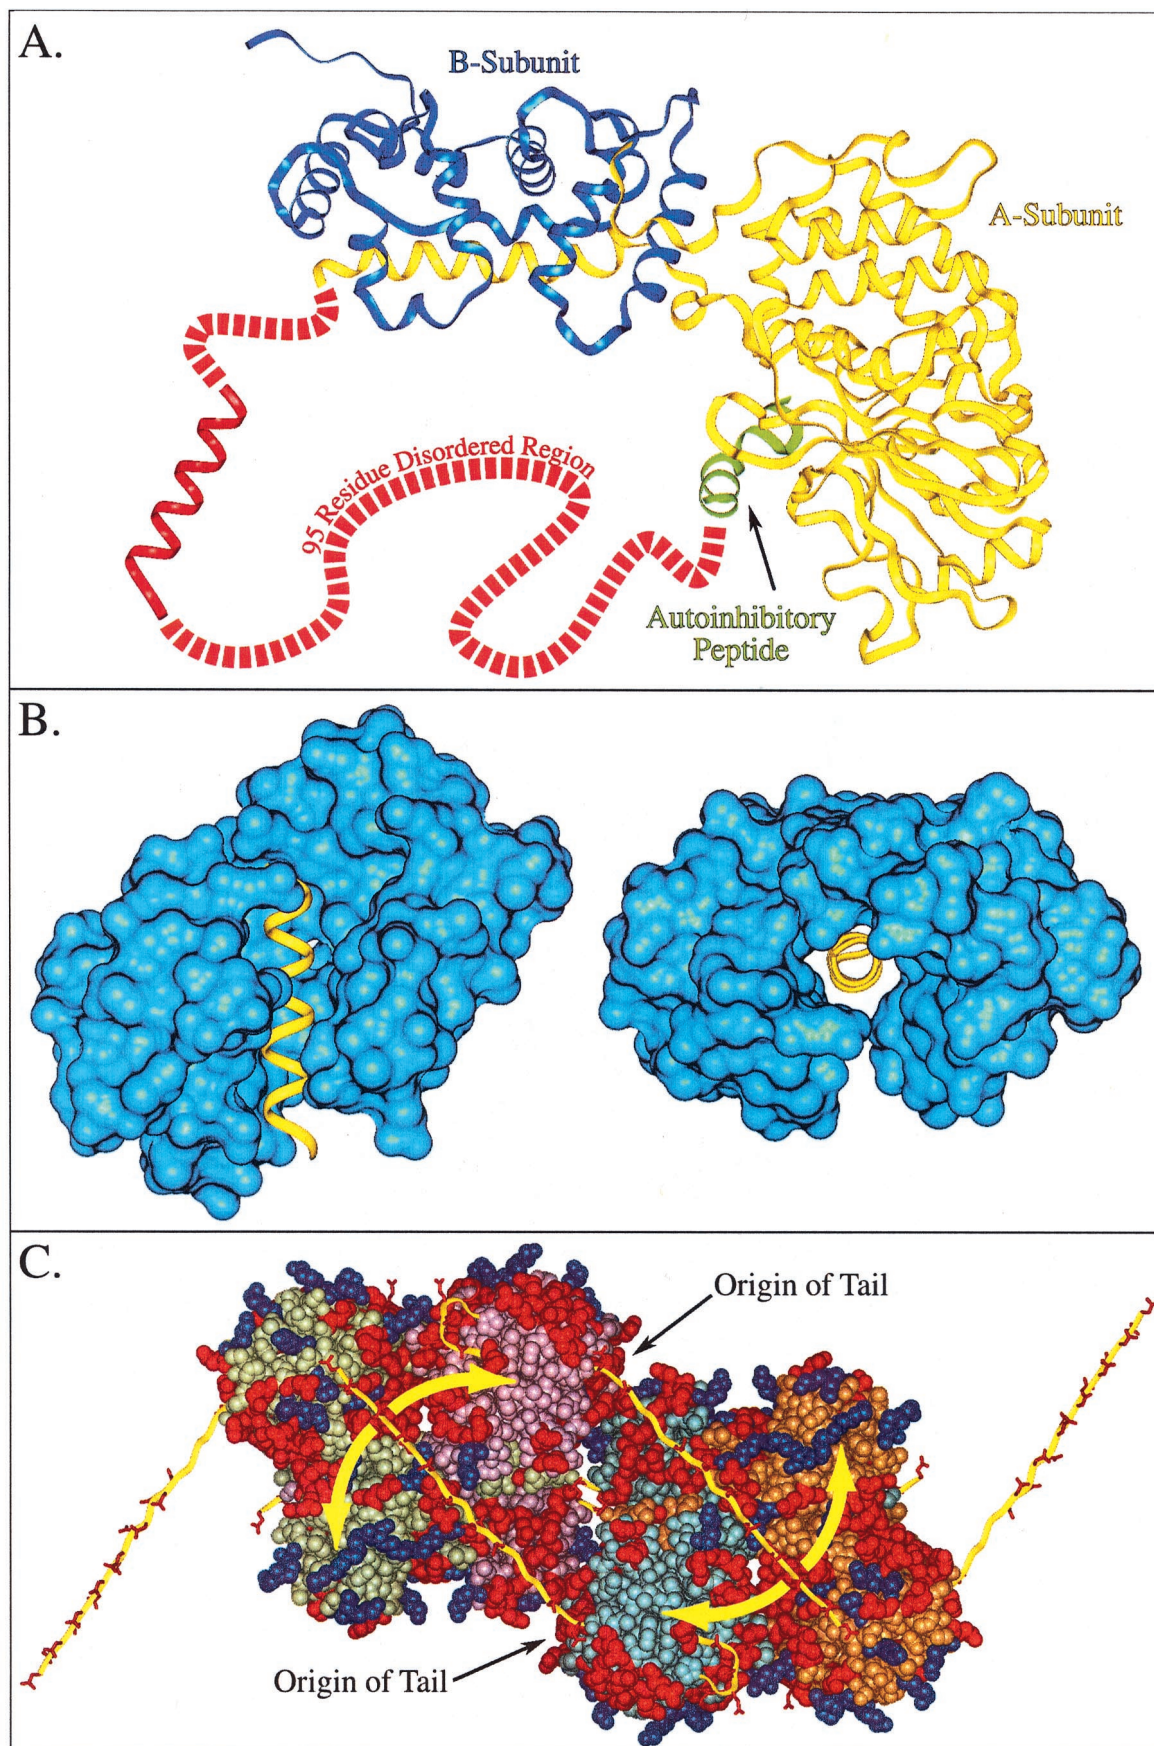 A.
B-Subunit
A-Subunit
95 Residue Disordered Region
Autoinhibitory
Peptide
B.
C.
Origin of Tail
Origin of Tail